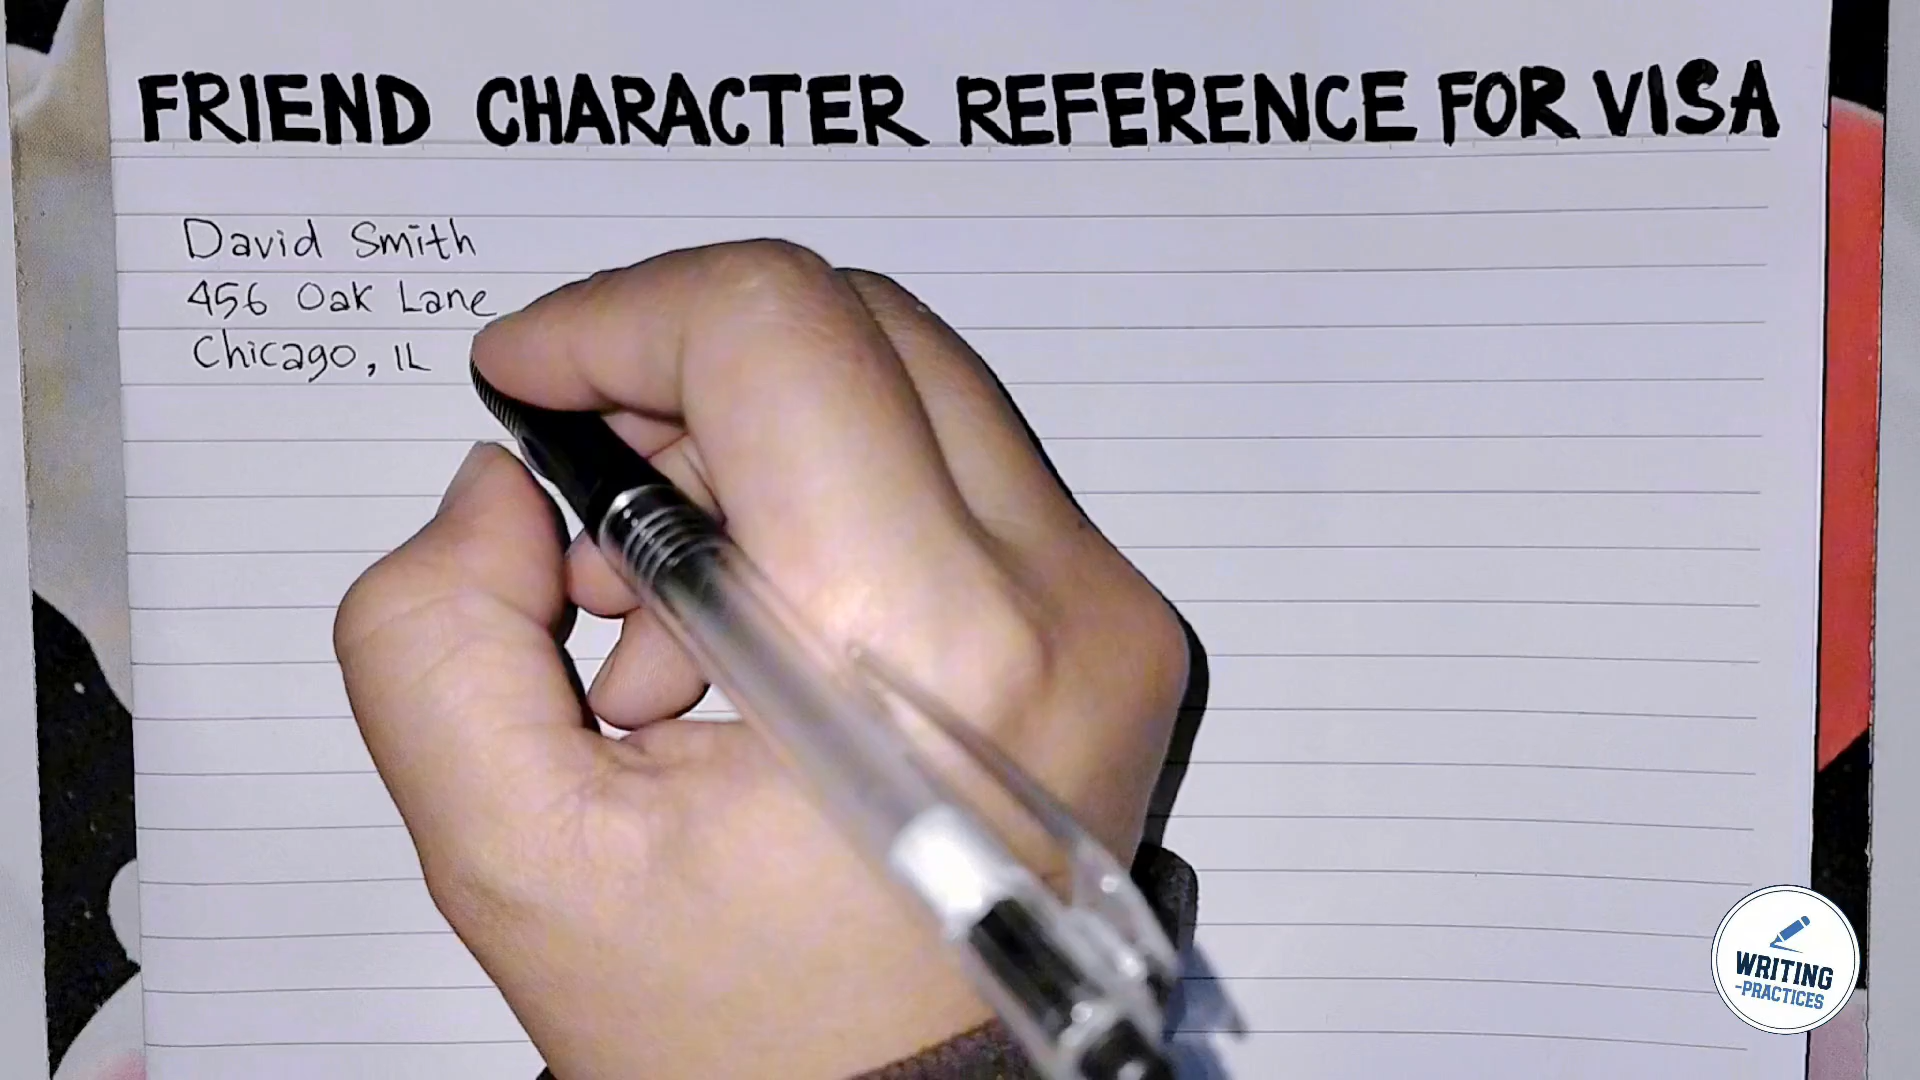 FRIEND CHARACTER REFERENCE FOR VISA
David Smith
456 Oak Lane
Chicago, IL
WRITING
-PRACTICES